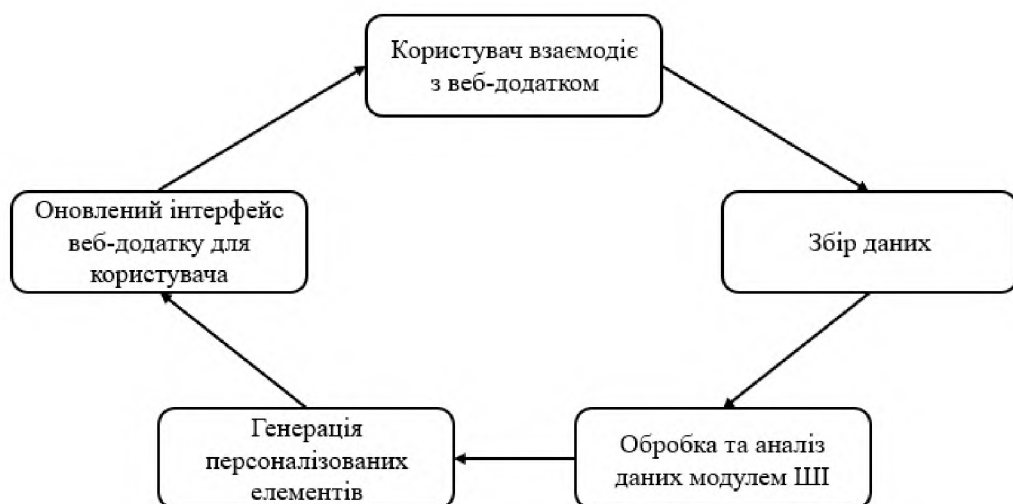 Користувач взаємодіє
з веб-додатком
Збір даних
Обробка та аналіз
даних модулем ШІ
Генерація
персоналізованих
елементів
Оновлений інтерфейс
веб-додатку для
користувача